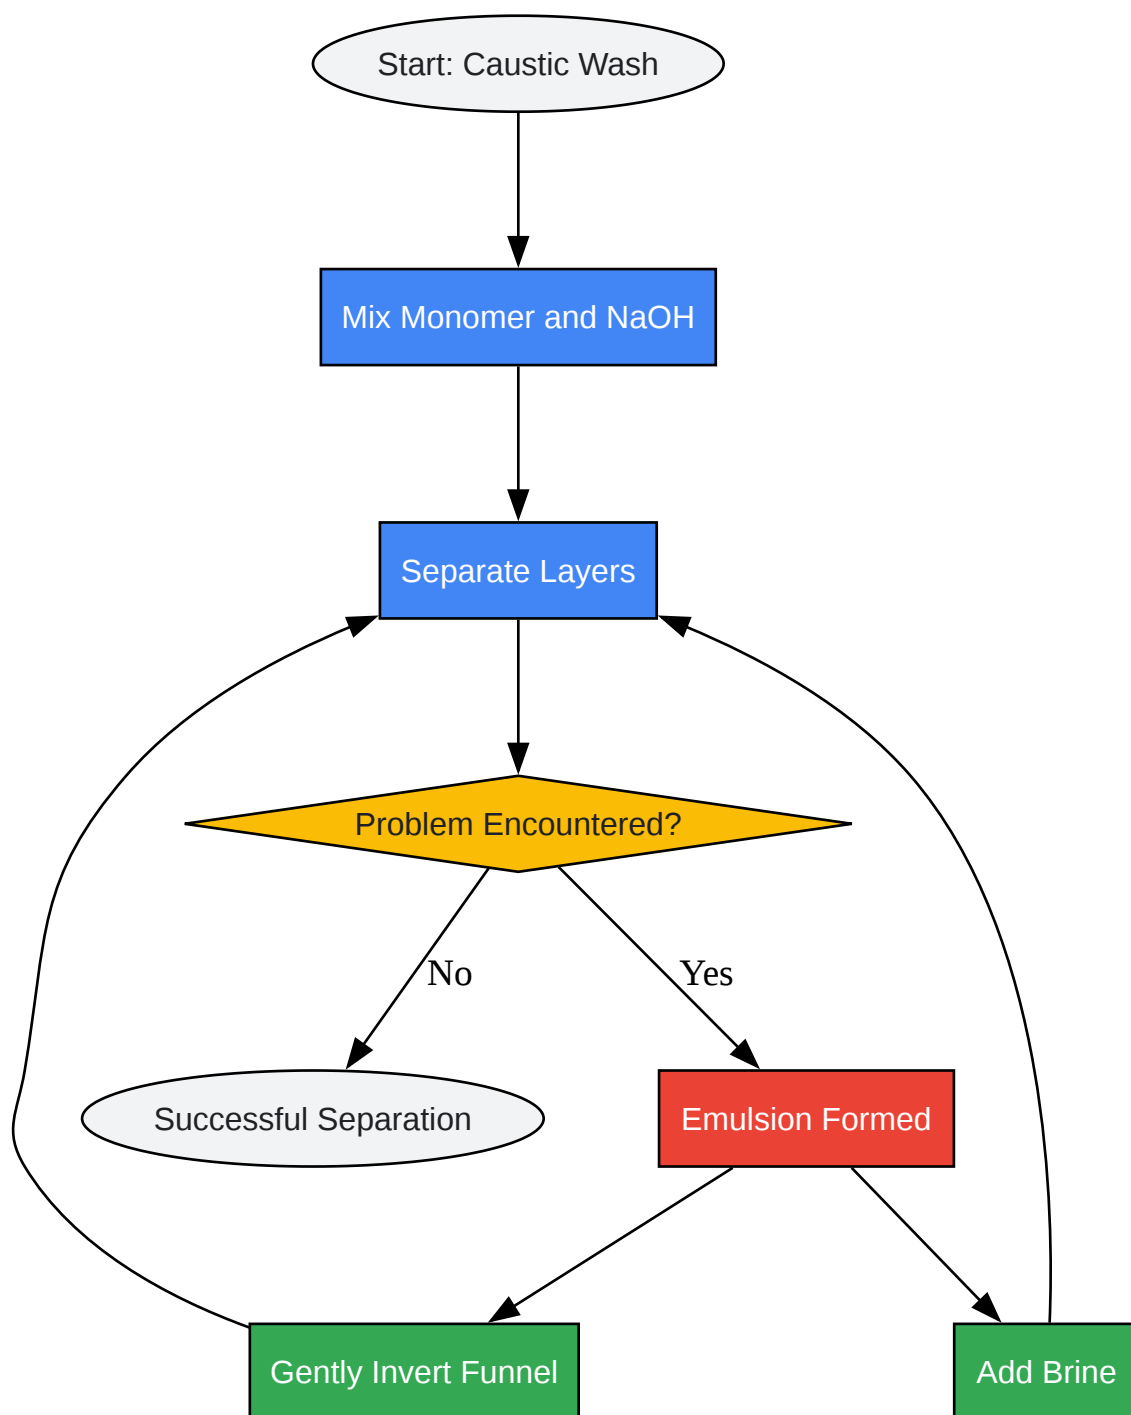 Start: Caustic Wash
Mix Monomer and NaOH
Separate Layers
Problem Encountered?
No
Yes
Successful Separation
Emulsion Formed
Gently Invert Funnel
Add Brine